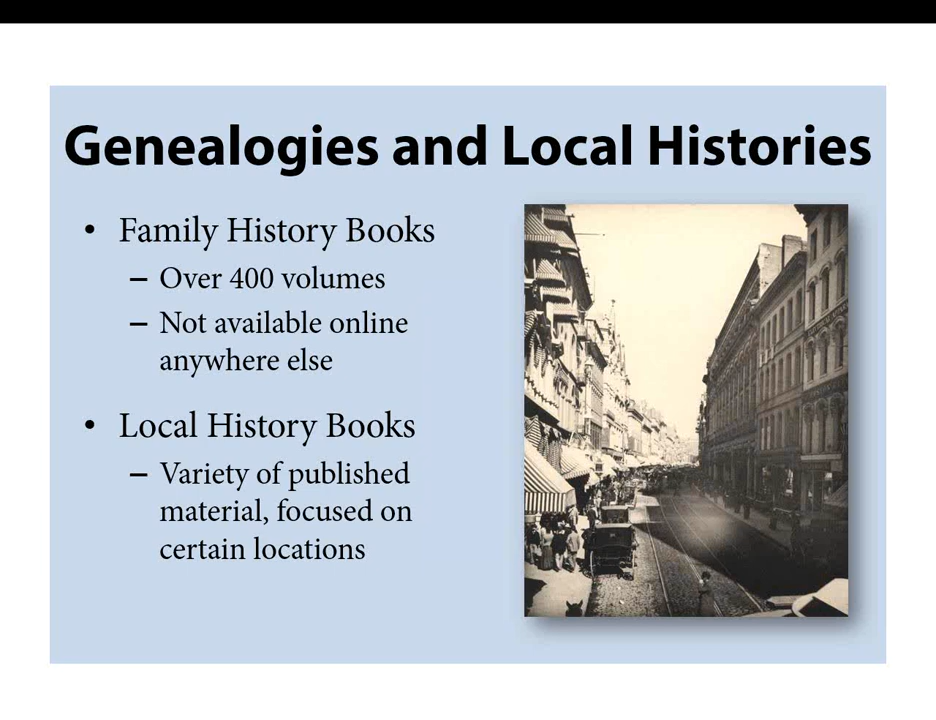 Genealogies and Local Histories
• Family History Books
– Over 400 volumes
– Not available online
anywhere else
• Local History Books
– Variety of published
material, focused on
certain locations